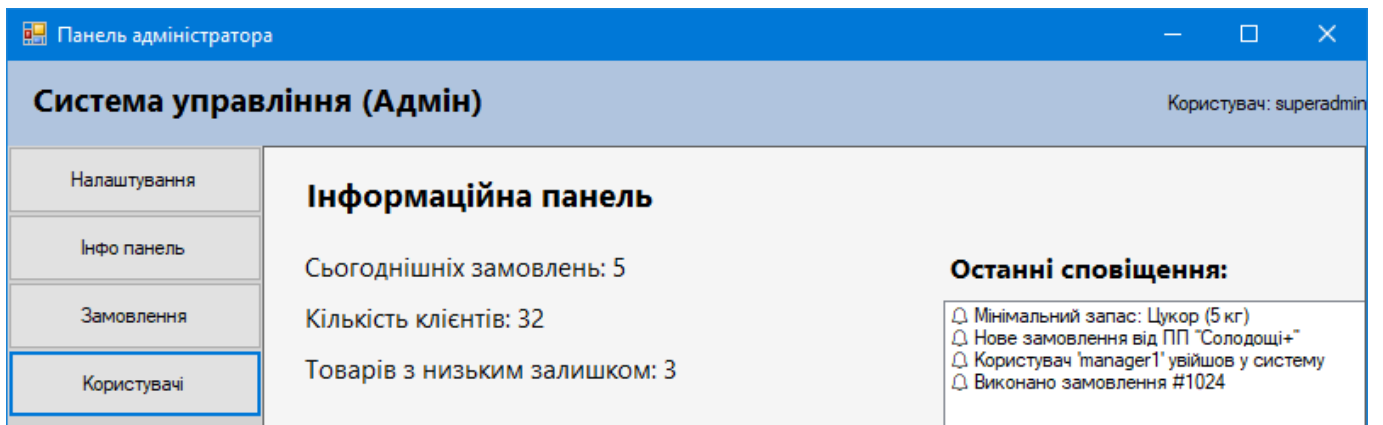 Панель адміністратора
Система управління (Адмін)
Користувач: superadmin
Налаштування
Інфо панель
Замовлення
Користувачі
Інформаційна панель
Сьогоднішніх замовлень: 5
Кількість клієнтів: 32
Товарів з низьким залишком: 3
Останні сповіщення:
Мінімальний запас: Цукор (5 кг)
Нове замовлення від ПП "Солодощі+"
Користувач 'manager1' увійшов у систему
Виконано замовлення #1024